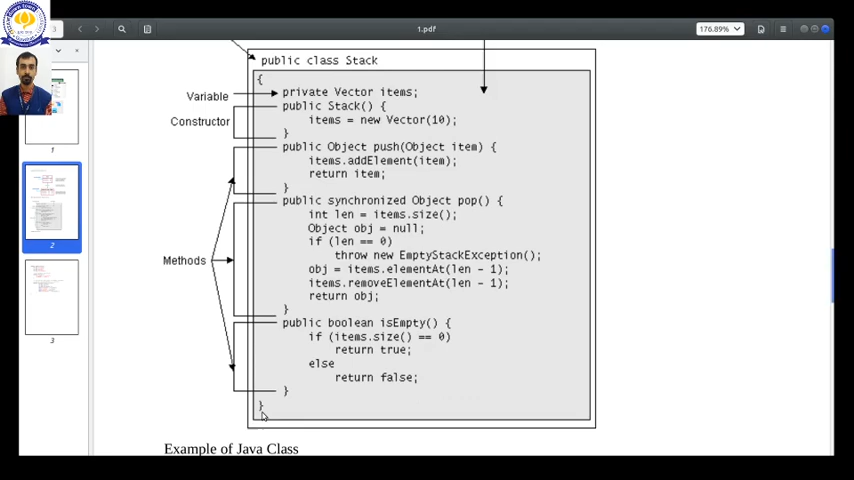 1.pdf
176.89%
public class Stack
{
Variable
private Vector items;
public Stack() {
Constructor
items = new Vector(10);
}
public Object push(Object item) {
items.addElement(item);
return item;
}
public synchronized Object pop() {
int len = items.size();
Object obj = null;
if (len == 0)
throw new EmptyStackException();
Methods
obj = items.elementAt(len - 1);
items.removeElementAt(len - 1);
return obj;
}
public boolean isEmpty() {
if (items.size() == 0)
return true;
else
return false;
}
}
Example of Java Class
1
2
3